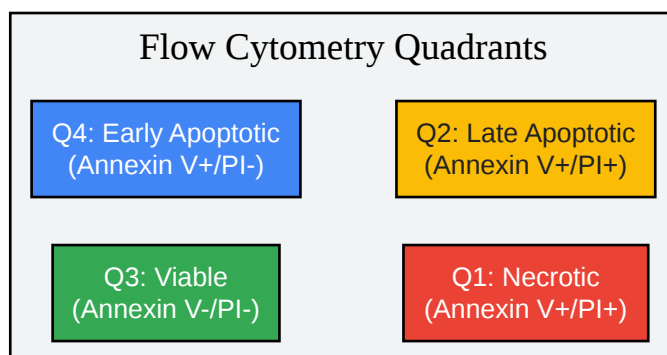 Flow Cytometry Quadrants
Q4: Early Apoptotic
(Annexin V+/PI-)
Q2: Late Apoptotic
(Annexin V+/PI+)
Q3: Viable
(Annexin V-/PI-)
Q1: Necrotic
(Annexin V+/PI+)